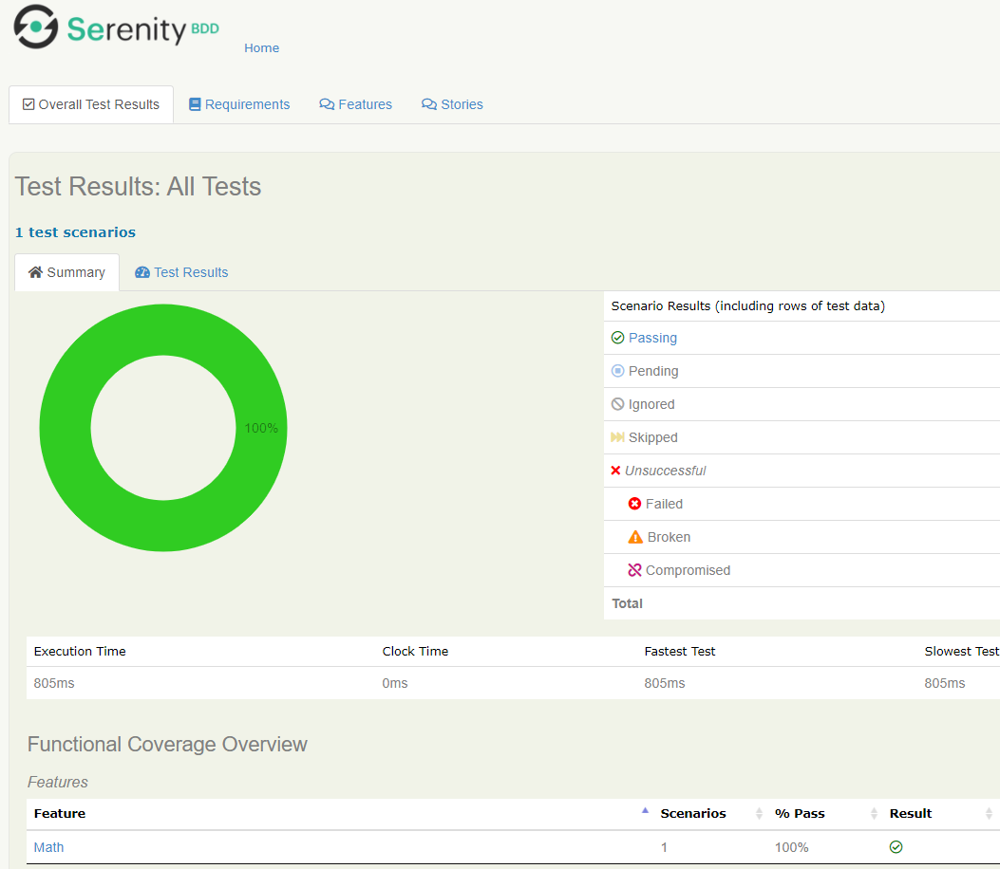 Serenity BDD
Home
Overall Test Results Requirements Features Stories
Test Results: All Tests
1 test scenarios
Summary Test Results
100%
Scenario Results (including rows of test data)
Passing
Pending
Ignored
Skipped
Unsuccessful
Failed
Broken
Compromised
Total
Execution Time Clock Time Fastest Test Slowest Test
805ms 0ms 805ms 805ms
Functional Coverage Overview
Features
Feature Scenarios % Pass Result
Math 1 100%